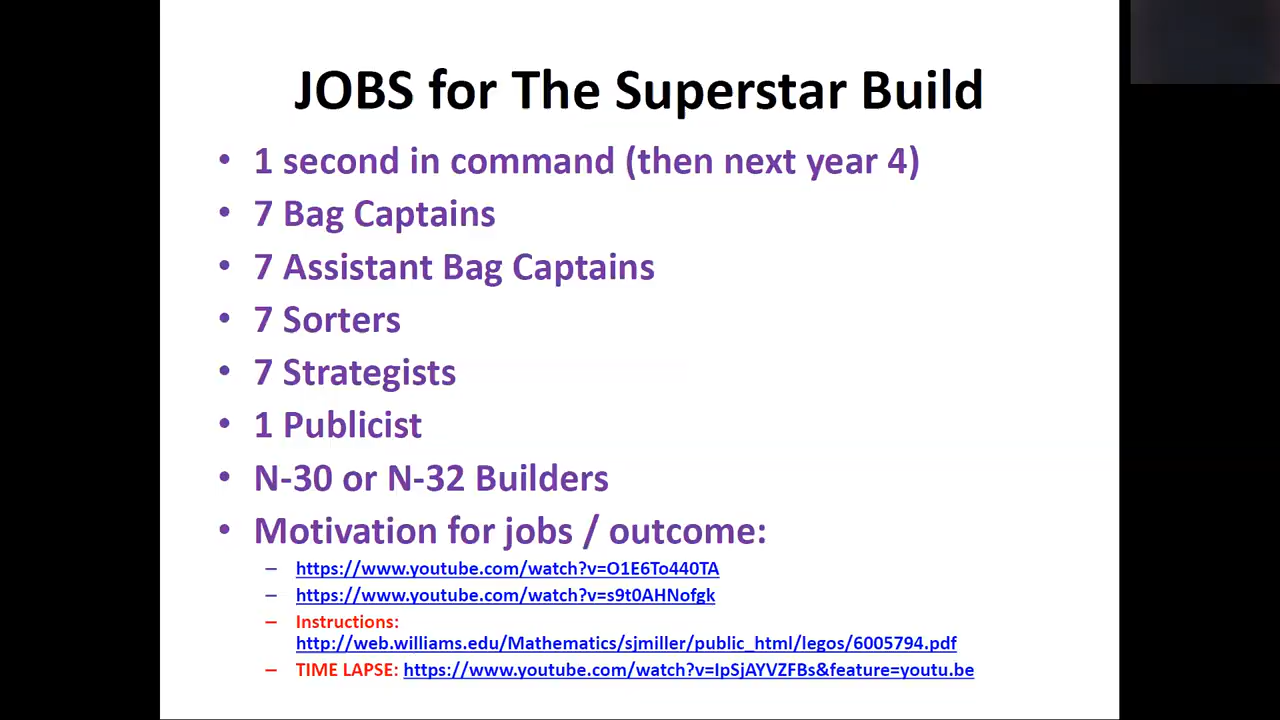 JOBS for The Superstar Build
• 1 second in command (then next year 4)
• 7 Bag Captains
• 7 Assistant Bag Captains
• 7 Sorters
• 7 Strategists
• 1 Publicist
• N-30 or N-32 Builders
• Motivation for jobs / outcome:
– https://www.youtube.com/watch?v=O1E6To440TA
– https://www.youtube.com/watch?v=s9t0AHNofgk
– Instructions:
http://web.williams.edu/Mathematics/sjmiller/public_html/legos/6005794.pdf
– TIME LAPSE: https://www.youtube.com/watch?v=IpSjAYVZFBs&feature=youtu.be